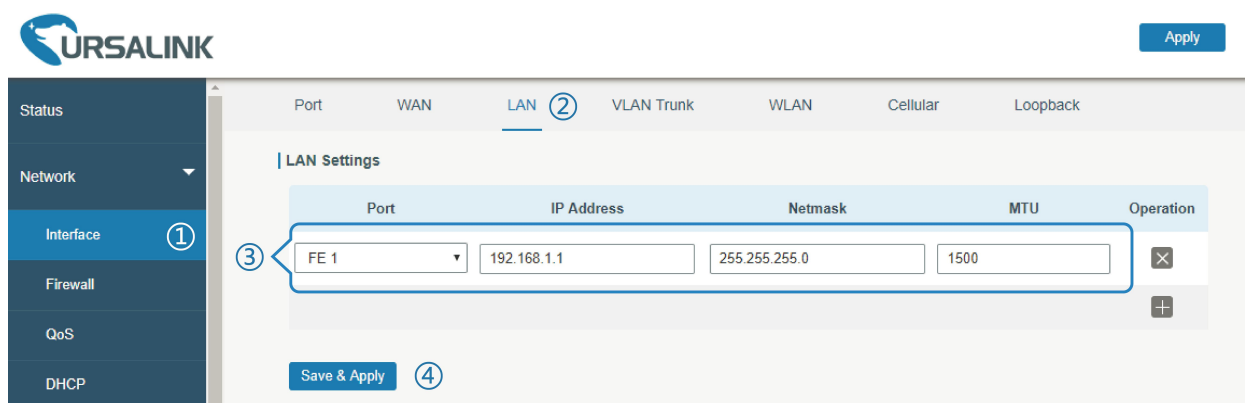 URSALINK
Apply
Status
Network
Interface ①
Firewall
QoS
DHCP
Port WAN LAN ② VLAN Trunk WLAN Cellular Loopback
LAN Settings
Port IP Address Netmask MTU Operation
③ FE 1 192.168.1.1 255.255.255.0 1500
Save & Apply ④